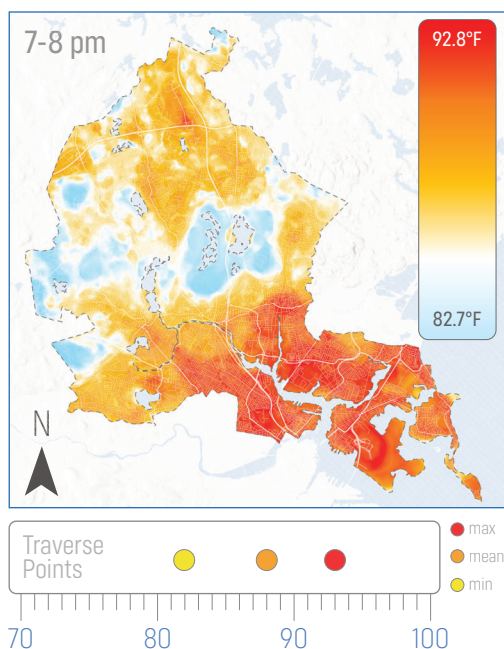 7-8 pm
92.8°F
82.7°F
N
Traverse
Points
max
mean
min
70 80 90 100